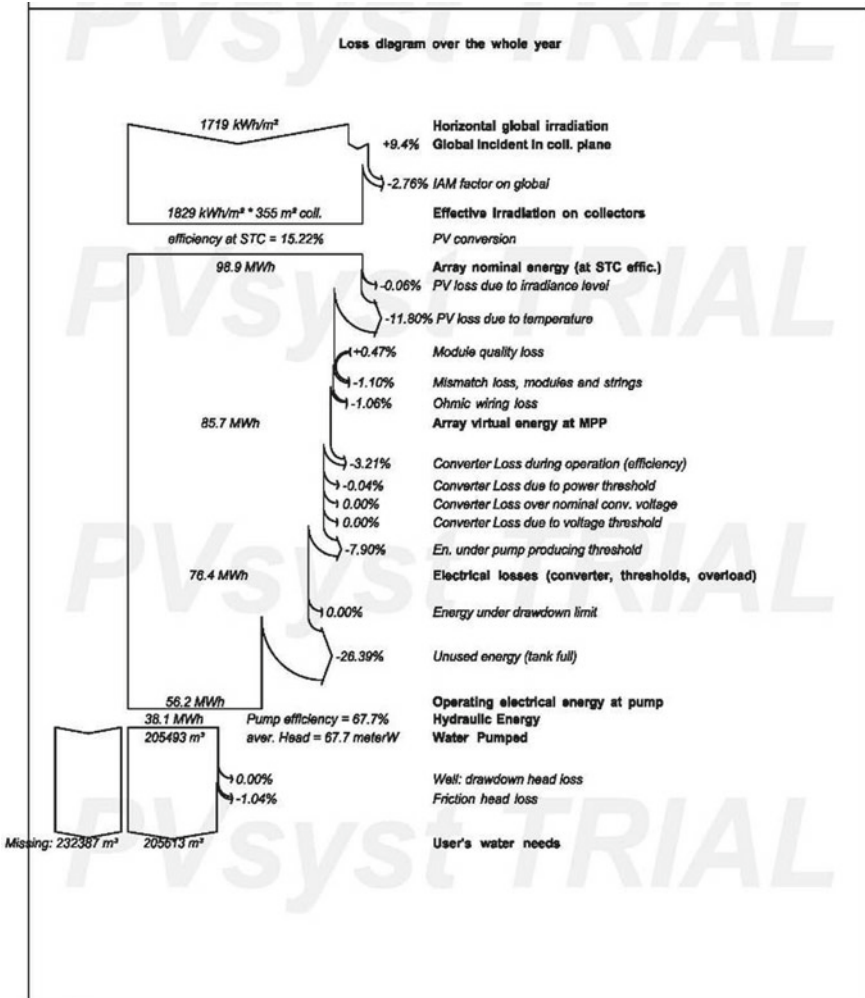 PVsyst TRIAL
Loss diagram over the whole year
1719 kWh/m² Horizontal global irradiation
+9.4% Global incident in coll. plane
-2.76% IAM factor on global
1829 kWh/m² * 355 m² coll. Effective irradiation on collectors
efficiency at STC = 15.22% PV conversion
PVsyst TRIAL
98.9 MWh Array nominal energy (at STC effic.)
-0.06% PV loss due to irradiance level
-11.80% PV loss due to temperature
+0.47% Module quality loss
-1.10% Mismatch loss, modules and strings
-1.06% Ohmic wiring loss
85.7 MWh Array virtual energy at MPP
-3.21% Converter Loss during operation (efficiency)
-0.04% Converter Loss due to power threshold
0.00% Converter Loss over nominal conv. voltage
0.00% Converter Loss due to voltage threshold
PVsyst TRIAL
-7.90% En. under pump producing threshold
76.4 MWh Electrical losses (converter, thresholds, overload)
0.00% Energy under drawdown limit
-26.39% Unused energy (tank full)
56.2 MWh Operating electrical energy at pump
38.1 MWh Pump efficiency = 67.7% Hydraulic Energy
205493 m³ aver. Head = 67.7 meterW Water Pumped
0.00% Well: drawdown head loss
-1.04% Friction head loss
PVsyst TRIAL
Missing: 232387 m³ 205613 m³ User's water needs